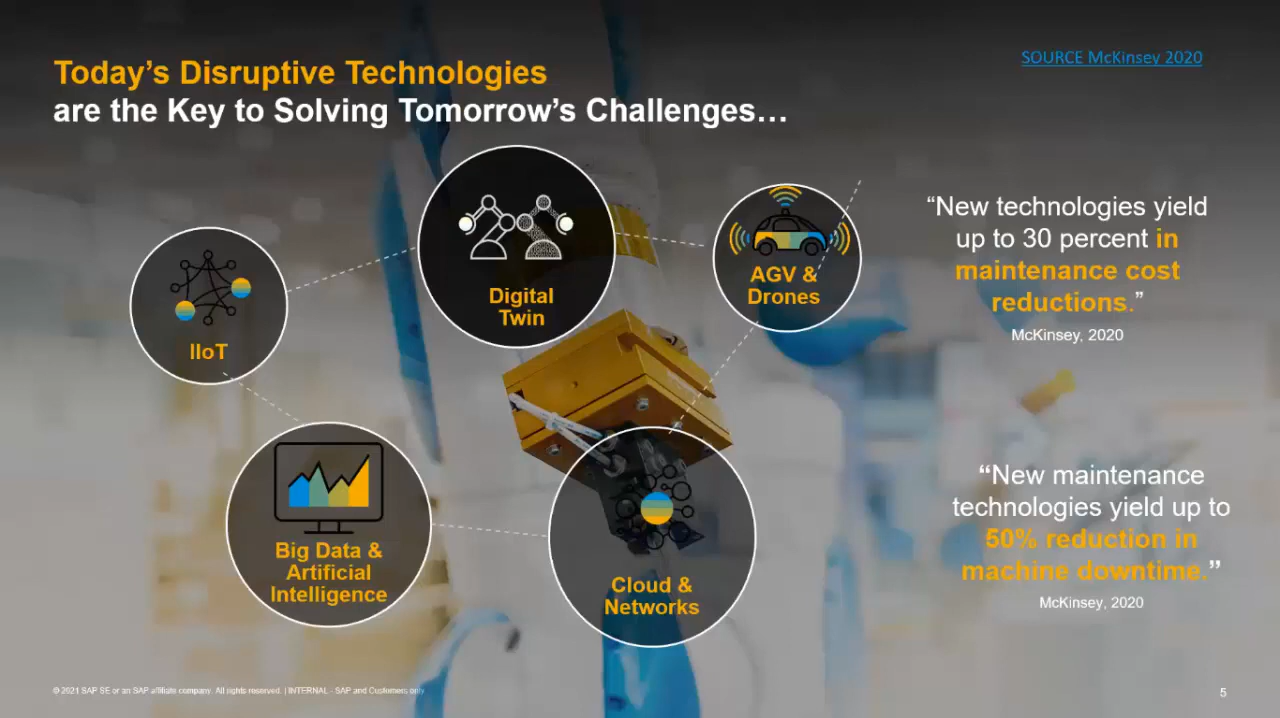 Today's Disruptive Technologies
are the Key to Solving Tomorrow's Challenges…
SOURCE McKinsey 2020
IIoT
Digital
Twin
AGV &
Drones
Big Data &
Artificial
Intelligence
Cloud &
Networks
“New technologies yield
up to 30 percent in
maintenance cost
reductions.”
McKinsey, 2020
“New maintenance
technologies yield up to
50% reduction in
machine downtime.”
McKinsey, 2020
© 2021 SAP SE or an SAP affiliate company. All rights reserved. | INTERNAL - SAP and Customers only
5